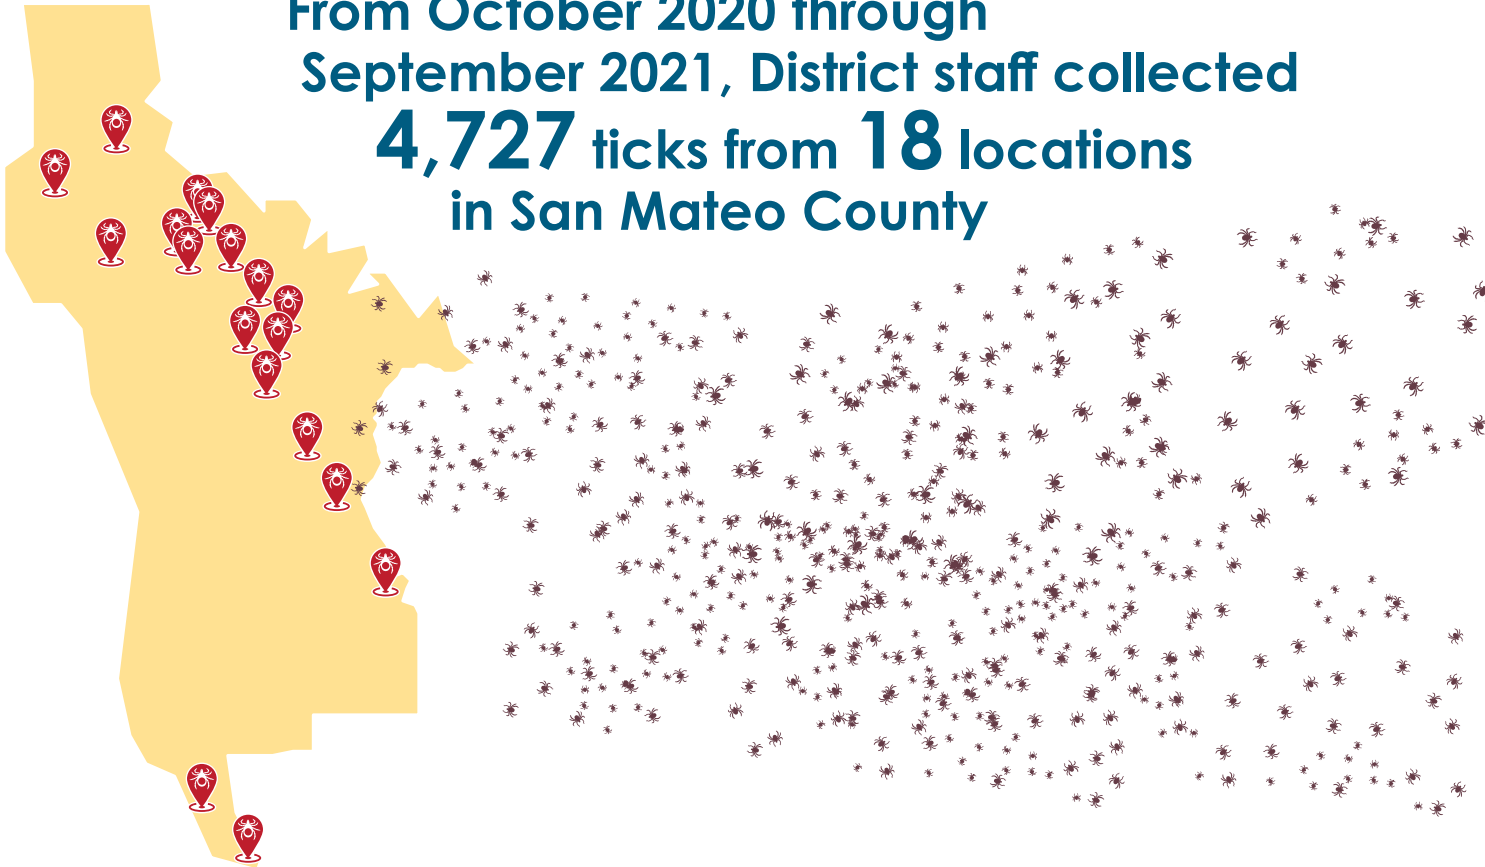 From October 2020 through
September 2021, District staff collected
4,727 ticks from 18 locations
in San Mateo County